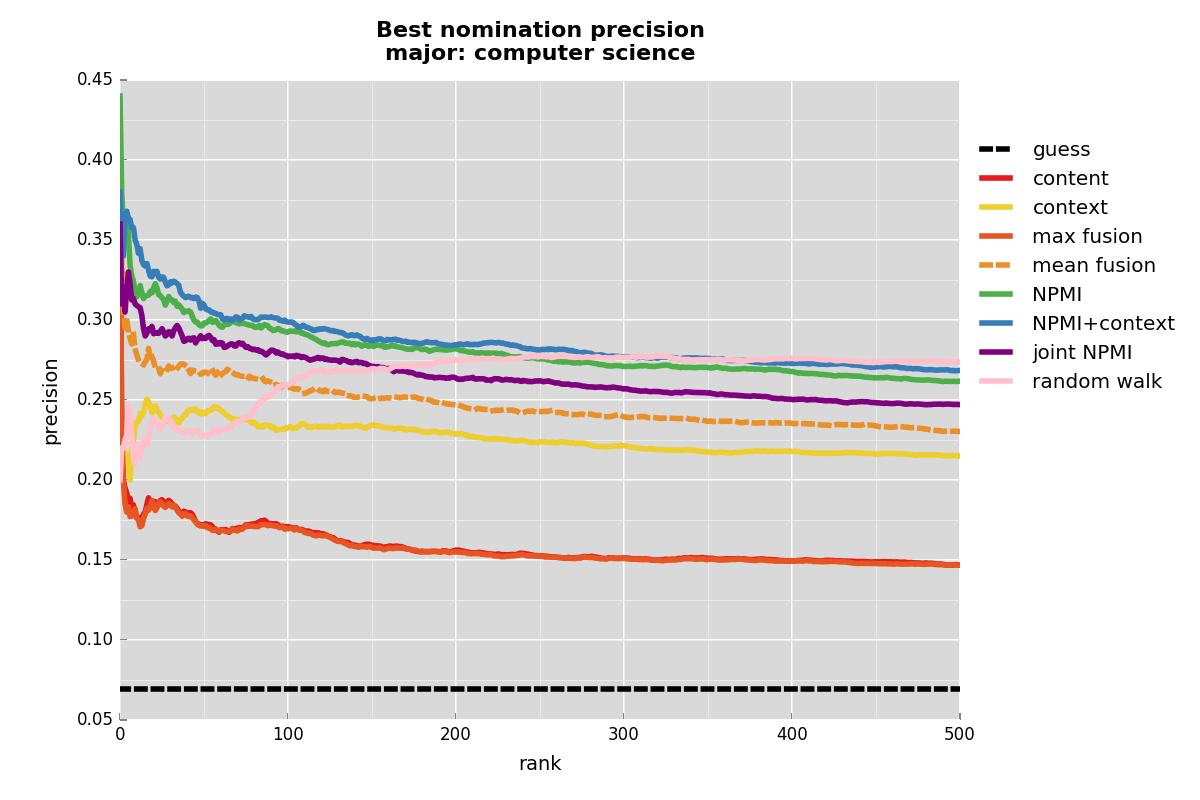 Best nomination precision
major: computer science
precision
0.45
0.40
0.35
0.30
0.25
0.20
0.15
0.10
0.05
0
100
200
300
400
500
rank
guess
content
context
max fusion
mean fusion
NPMI
NPMI+context
joint NPMI
random walk